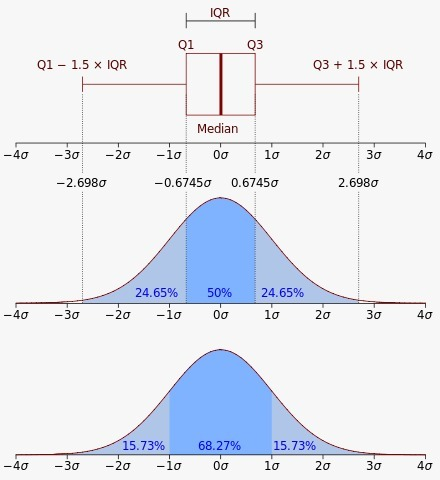 IQR
Q1 Q3
Q1 − 1.5 × IQR Q3 + 1.5 × IQR
Median
−4σ −3σ −2σ −1σ 0σ 1σ 2σ 3σ 4σ
−2.698σ −0.6745σ 0.6745σ 2.698σ
24.65% 50% 24.65%
−4σ −3σ −2σ −1σ 0σ 1σ 2σ 3σ 4σ
15.73% 68.27% 15.73%
−4σ −3σ −2σ −1σ 0σ 1σ 2σ 3σ 4σ